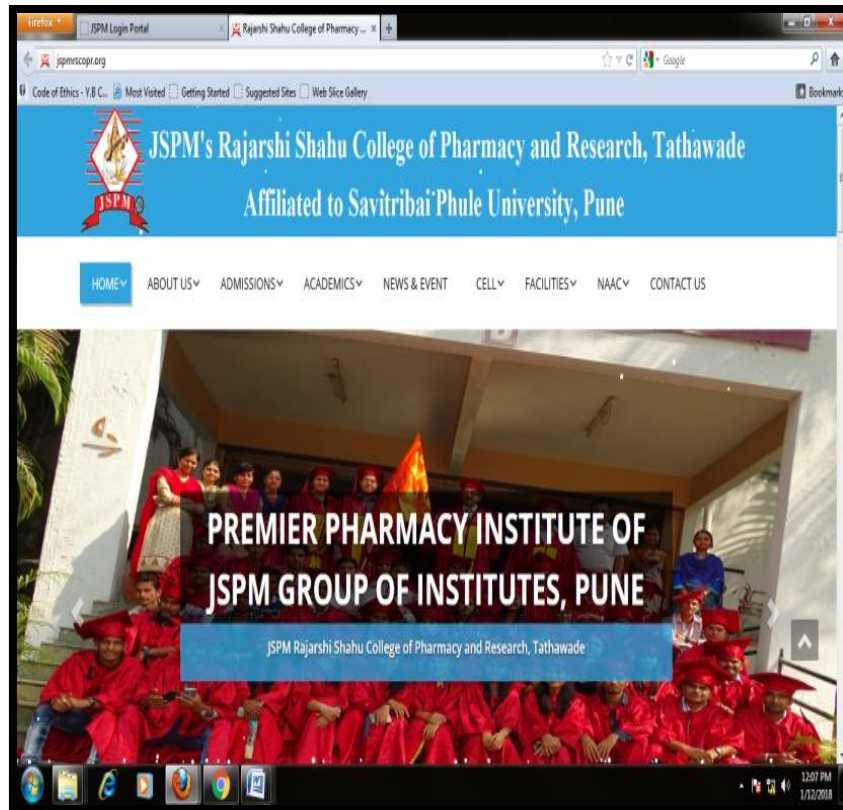 Firefox
JSPM Login Portal
Rajarshi Shahu College of Pharmacy ...
jspmrscopr.org
Google
Code of Ethics - Y.B C...
Most Visited
Getting Started
Suggested Sites
Web Slice Gallery
Bookmark
JSPM's Rajarshi Shahu College of Pharmacy and Research, Tathawade
Affiliated to Savitribai Phule University, Pune
JSPM
HOME
ABOUT US
ADMISSIONS
ACADEMICS
NEWS & EVENT
CELL
FACILITIES
NAAC
CONTACT US
PREMIER PHARMACY INSTITUTE OF
JSPM GROUP OF INSTITUTES, PUNE
JSPM Rajarshi Shahu College of Pharmacy and Research, Tathawade
12:07 PM
1/12/2018